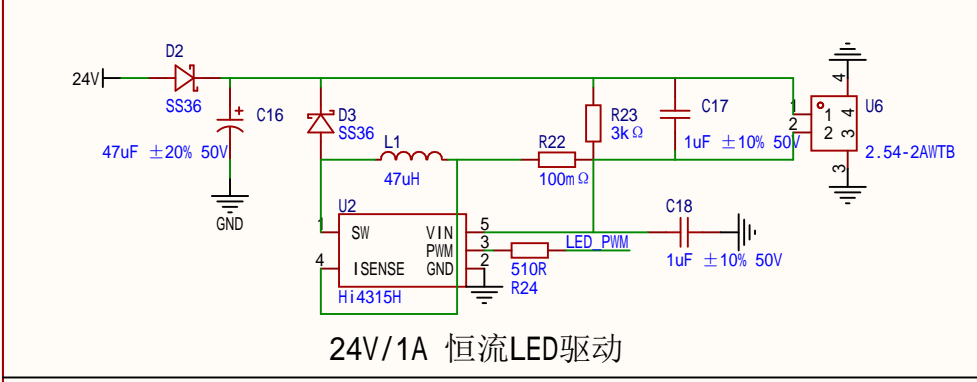 D2
24V
SS36
C16
47uF ±20% 50V
GND
D3
SS36
L1
47uH
R22
100mΩ
R23
3kΩ
C17
1uF ±10% 50V
U6
1
2
1 4
2 3
4
3
2.54-2AWTB
U2
1
SW
4
ISENSE
VIN 5
PWM 3
GND 2
Hi4315H
510R
R24
LED_PWM
C18
1uF ±10% 50V
24V/1A 恒流LED驱动